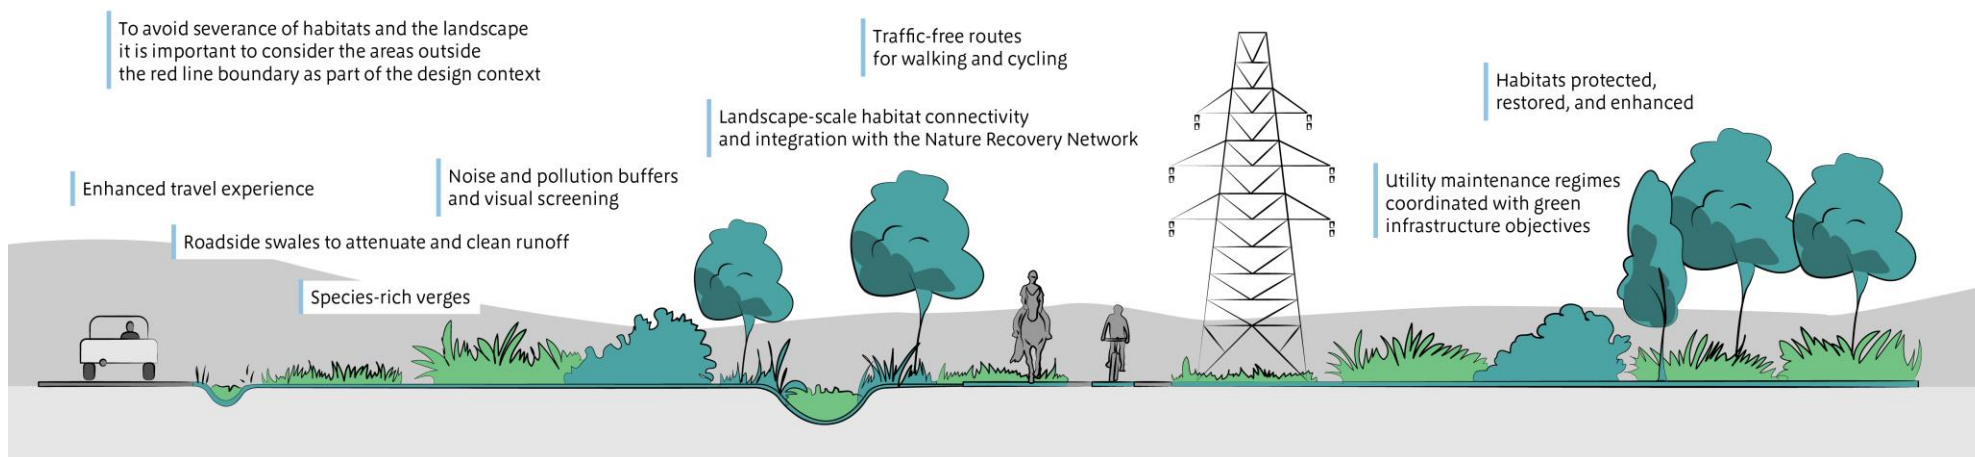 To avoid severance of habitats and the landscape
it is important to consider the areas outside
the red line boundary as part of the design context
Traffic-free routes
for walking and cycling
Habitats protected,
restored, and enhanced
Landscape-scale habitat connectivity
and integration with the Nature Recovery Network
Enhanced travel experience
Noise and pollution buffers
and visual screening
Utility maintenance regimes
coordinated with green
infrastructure objectives
Roadside swales to attenuate and clean runoff
Species-rich verges